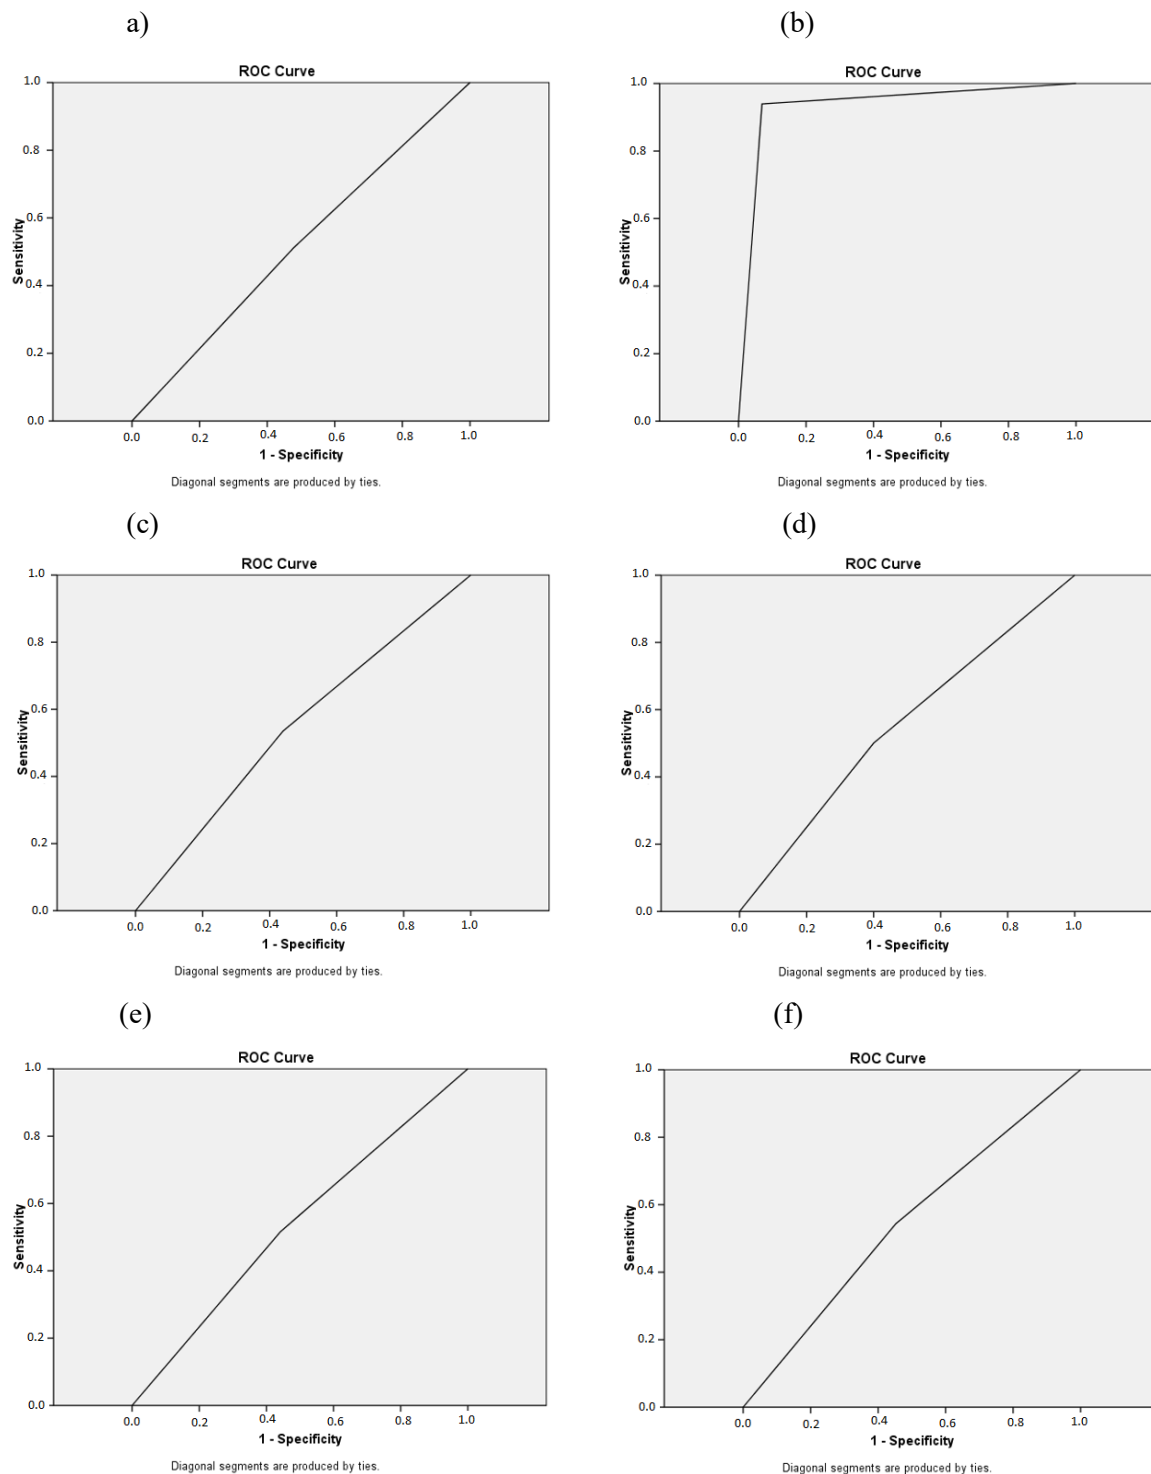 a)
(b)
ROC Curve
1.0
0.8
0.6
0.4
0.2
0.0
Sensitivity
0.0 0.2 0.4 0.6 0.8 1.0
1 - Specificity
Diagonal segments are produced by ties.
ROC Curve
1.0
0.8
0.6
0.4
0.2
0.0
Sensitivity
0.0 0.2 0.4 0.6 0.8 1.0
1 - Specificity
Diagonal segments are produced by ties.
(c)
(d)
ROC Curve
1.0
0.8
0.6
0.4
0.2
0.0
Sensitivity
0.0 0.2 0.4 0.6 0.8 1.0
1 - Specificity
Diagonal segments are produced by ties.
ROC Curve
1.0
0.8
0.6
0.4
0.2
0.0
Sensitivity
0.0 0.2 0.4 0.6 0.8 1.0
1 - Specificity
Diagonal segments are produced by ties.
(e)
(f)
ROC Curve
1.0
0.8
0.6
0.4
0.2
0.0
Sensitivity
0.0 0.2 0.4 0.6 0.8 1.0
1 - Specificity
Diagonal segments are produced by ties.
ROC Curve
1.0
0.8
0.6
0.4
0.2
0.0
Sensitivity
0.0 0.2 0.4 0.6 0.8 1.0
1 - Specificity
Diagonal segments are produced by ties.